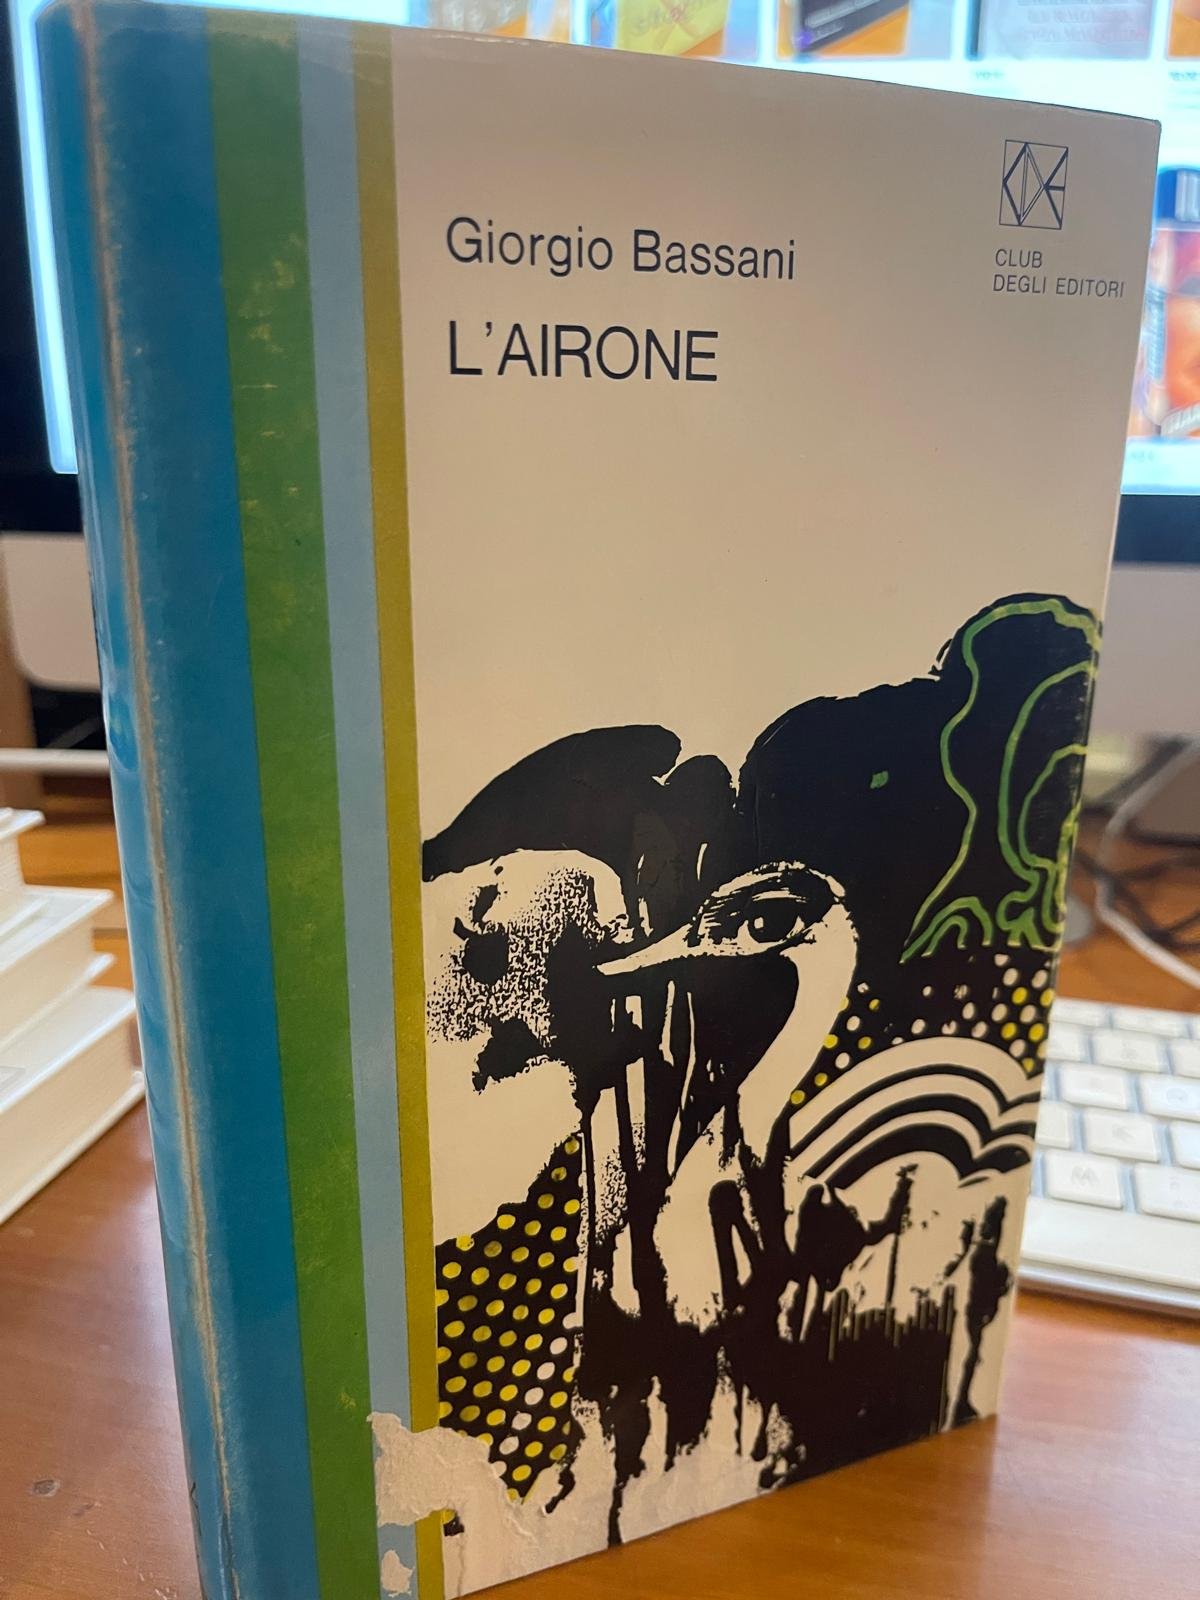 Giorgio Bassani
L'AIRONE
CLUB
DEGLI EDITORI